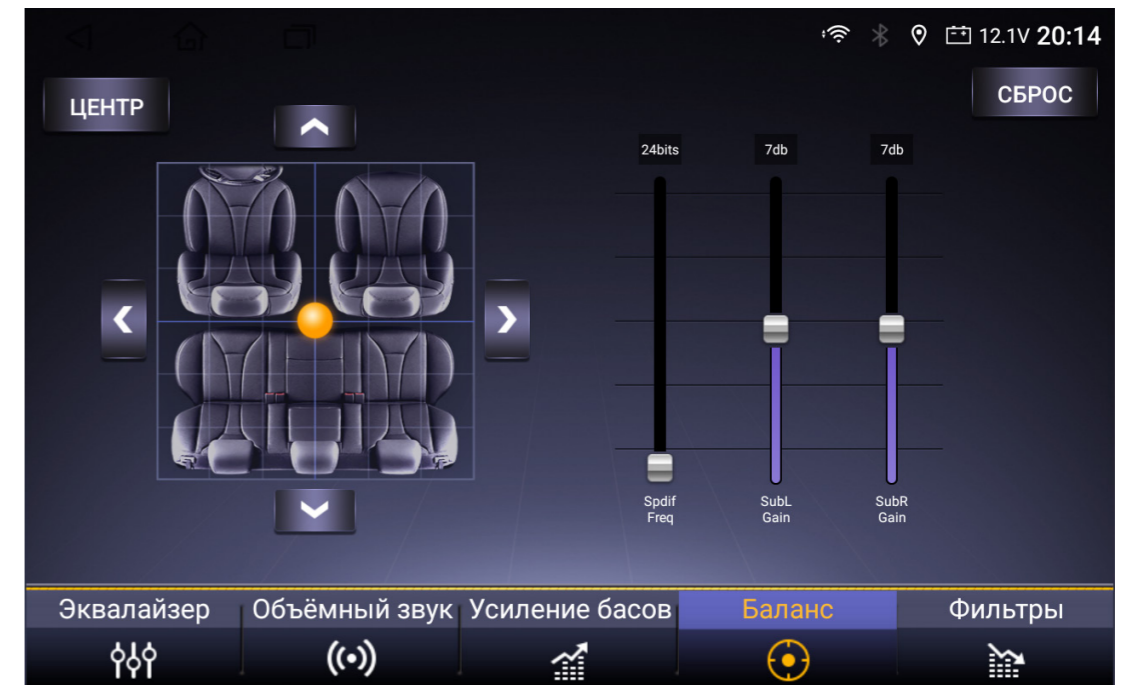 12.1V 20:14
ЦЕНТР
СБРОС
24bits 7db 7db
Spdif Freq
SubL Gain
SubR Gain
Эквалайзер Объёмный звук Усиление басов Баланс Фильтры